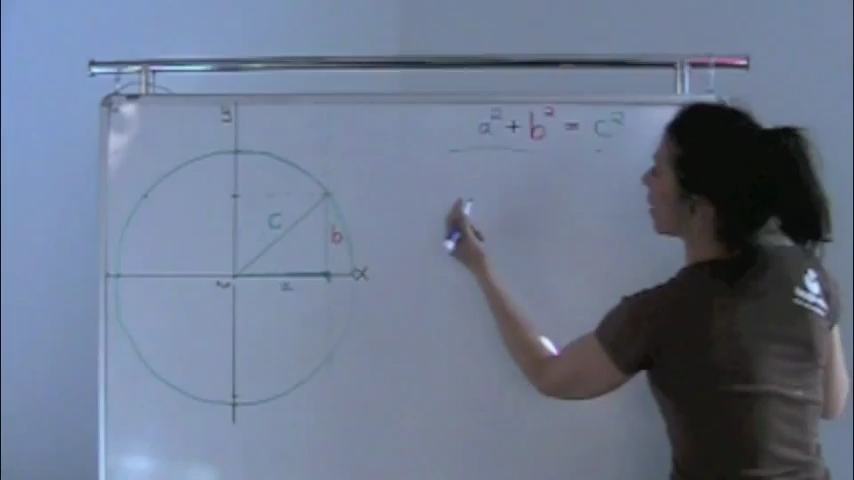 a² + b² = c²
y
C
b
x
a